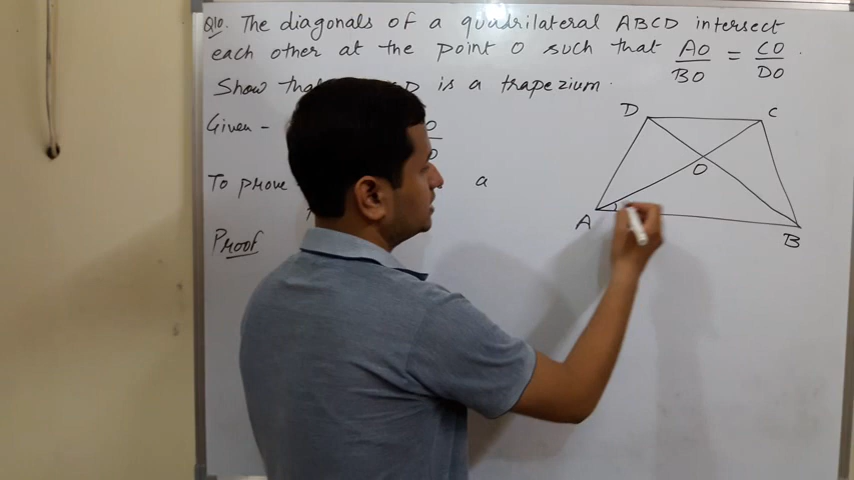 Q10. The diagonals of a quadrilateral ABCD intersect
each other at the point O such that AO/BO = CO/DO.
Show D is a trapezium.
Given -
To prove a
Proof
D C
O
A
B